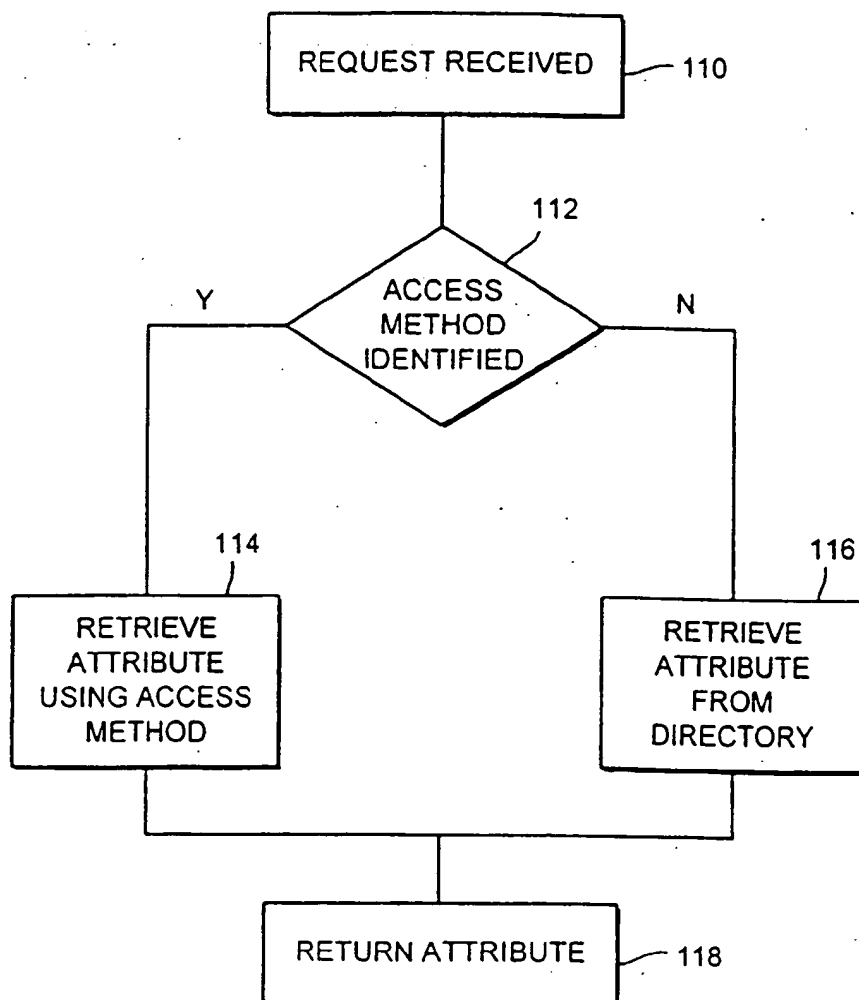 REQUEST RECEIVED
110
112
ACCESS
METHOD
IDENTIFIED
Y
N
114
RETRIEVE
ATTRIBUTE
USING ACCESS
METHOD
116
RETRIEVE
ATTRIBUTE
FROM
DIRECTORY
RETURN ATTRIBUTE
118